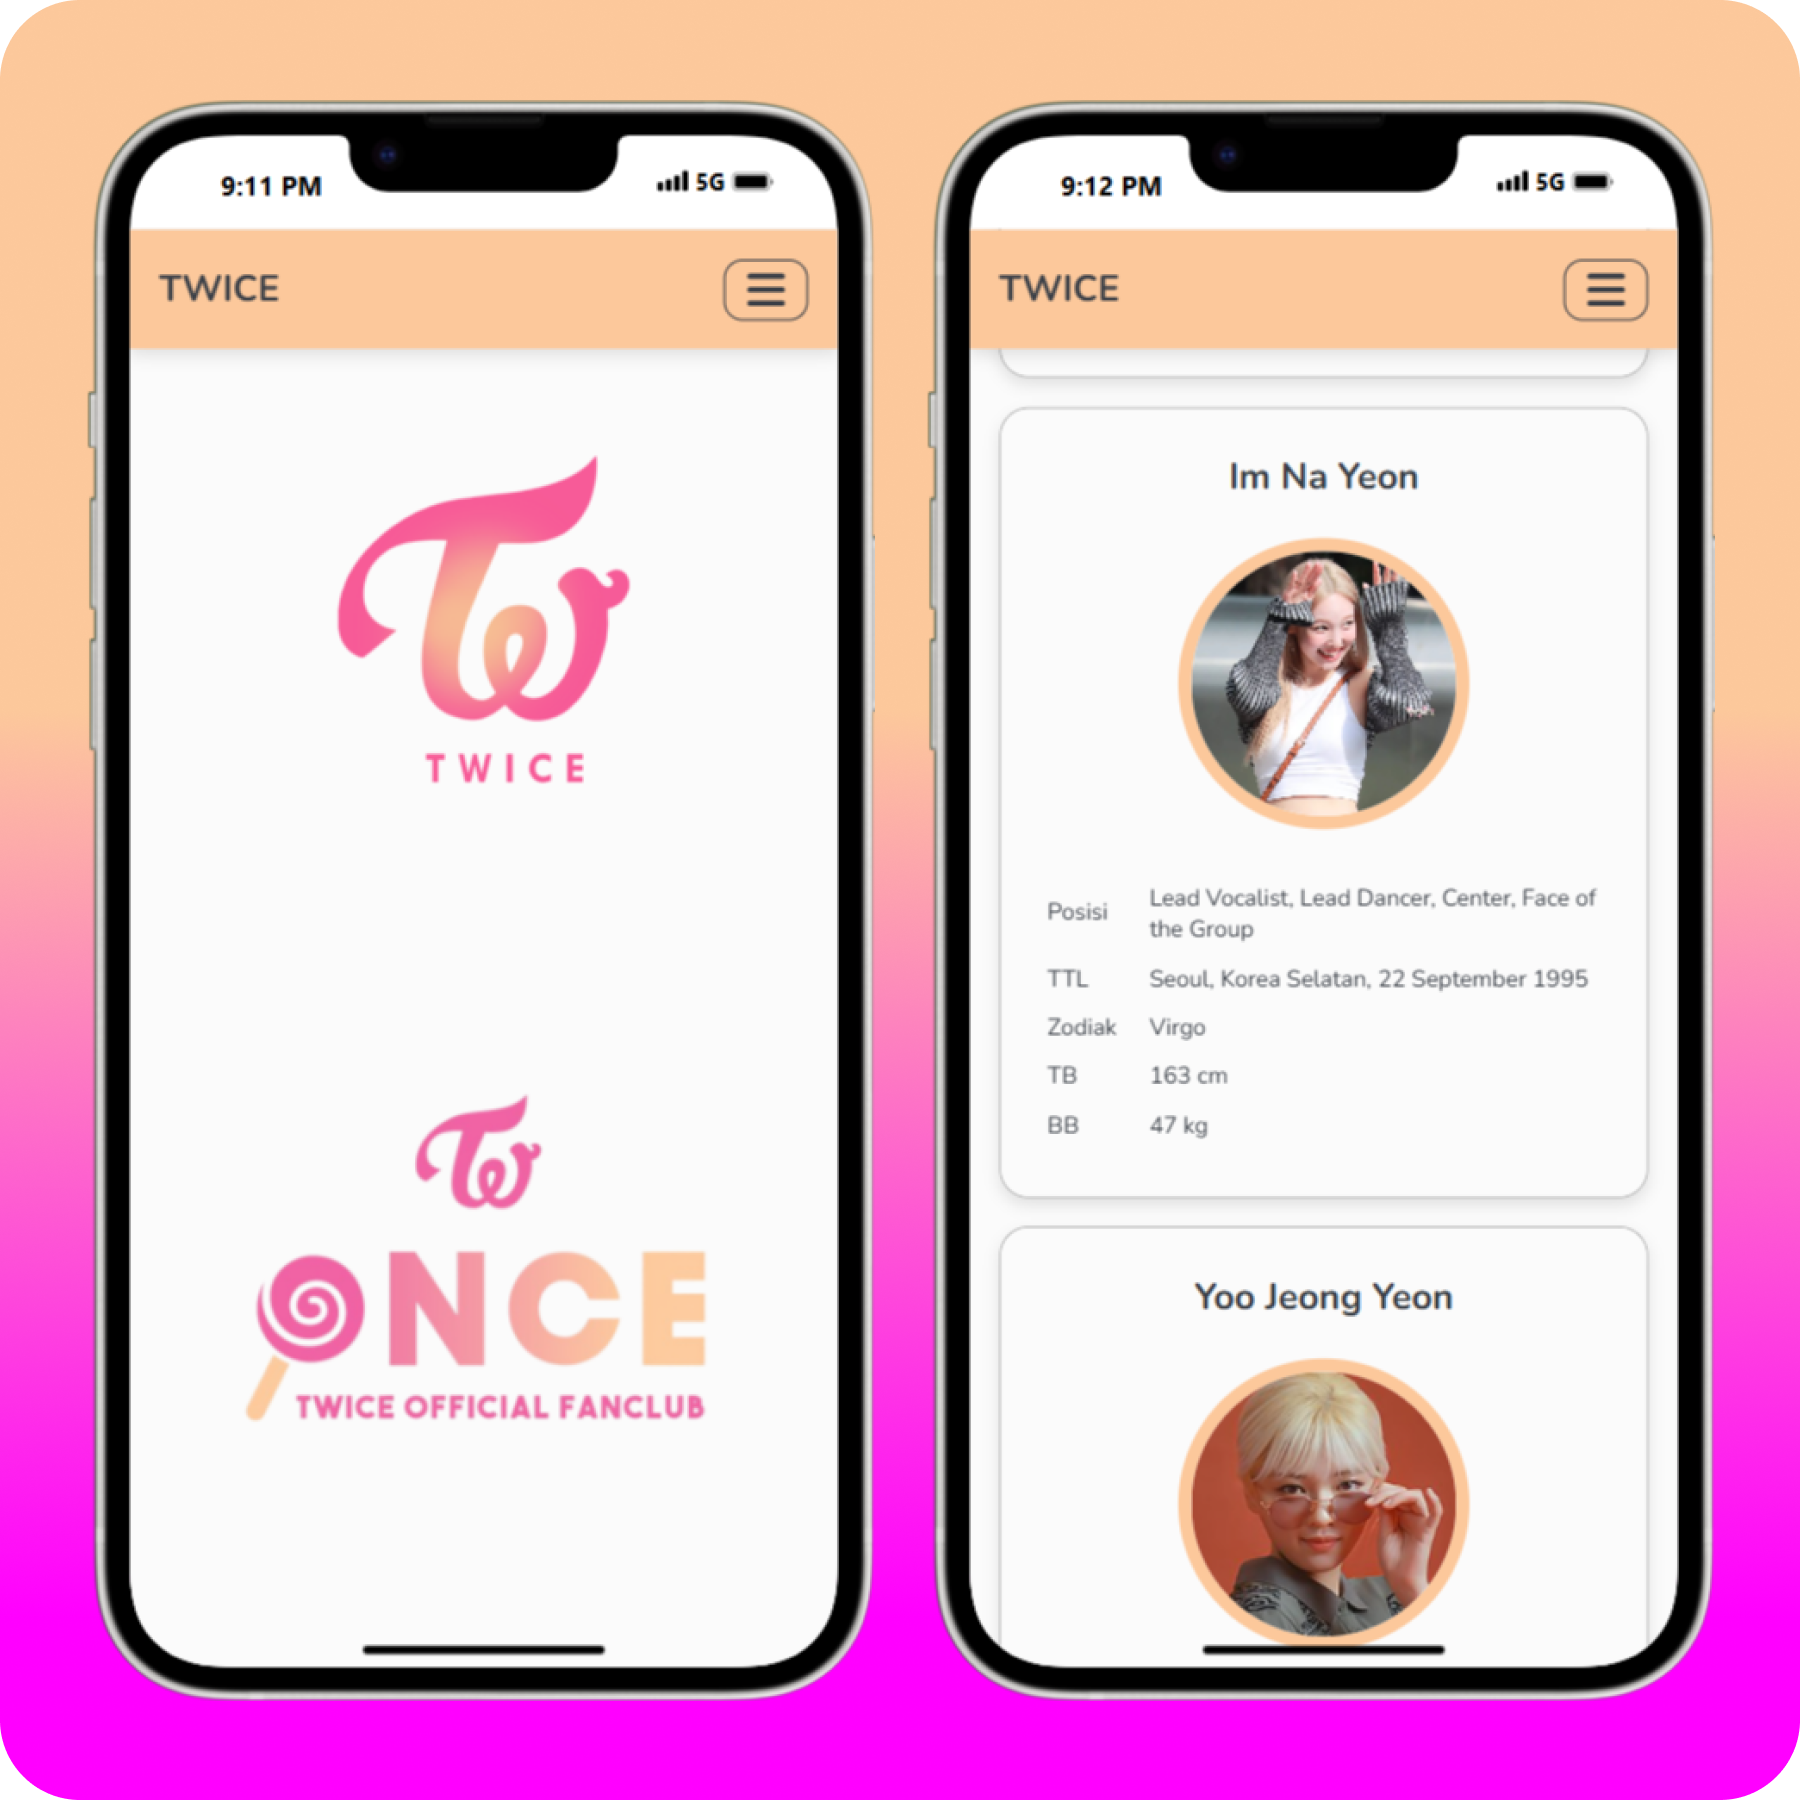 9:11 PM
5G
TWICE
TWICE
ONCE
TWICE OFFICIAL FANCLUB
9:12 PM
5G
TWICE
Im Na Yeon
Posisi Lead Vocalist, Lead Dancer, Center, Face of
the Group
TTL Seoul, Korea Selatan, 22 September 1995
Zodiak Virgo
TB 163 cm
BB 47 kg
Yoo Jeong Yeon